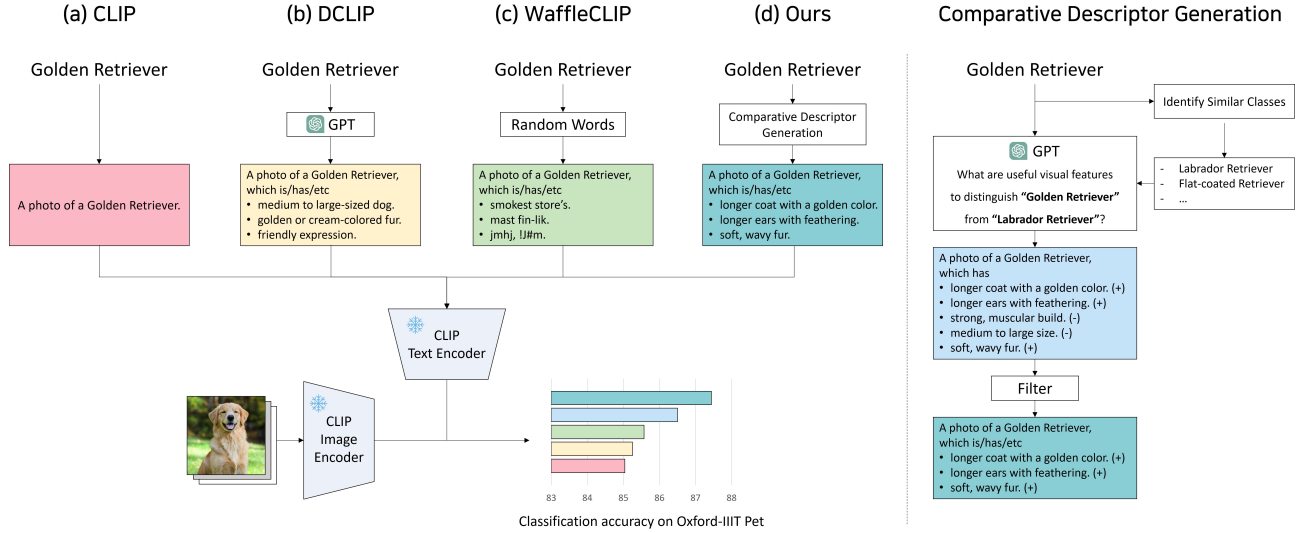 (a) CLIP
(b) DCLIP
(c) WaffleCLIP
(d) Ours
Comparative Descriptor Generation
Golden Retriever
Golden Retriever
Golden Retriever
Golden Retriever
Golden Retriever
GPT
Random Words
Comparative Descriptor
Generation
Identify Similar Classes
A photo of a Golden Retriever.
A photo of a Golden Retriever,
which is/has/etc
• medium to large-sized dog.
• golden or cream-colored fur.
• friendly expression.
A photo of a Golden Retriever,
which is/has/etc
• smokest store's.
• mast fin-lik.
• jmhj, !J#m.
A photo of a Golden Retriever,
which is/has/etc
• longer coat with a golden color.
• longer ears with feathering.
• soft, wavy fur.
GPT
What are useful visual features
to distinguish “Golden Retriever”
from “Labrador Retriever”?
- Labrador Retriever
- Flat-coated Retriever
- ...
A photo of a Golden Retriever,
which has
• longer coat with a golden color. (+)
• longer ears with feathering. (+)
• strong, muscular build. (-)
• medium to large size. (-)
• soft, wavy fur. (+)
Filter
A photo of a Golden Retriever,
which is/has/etc
• longer coat with a golden color. (+)
• longer ears with feathering. (+)
• soft, wavy fur. (+)
CLIP
Text Encoder
CLIP
Image
Encoder
83 84 85 86 87 88
Classification accuracy on Oxford-IIIT Pet